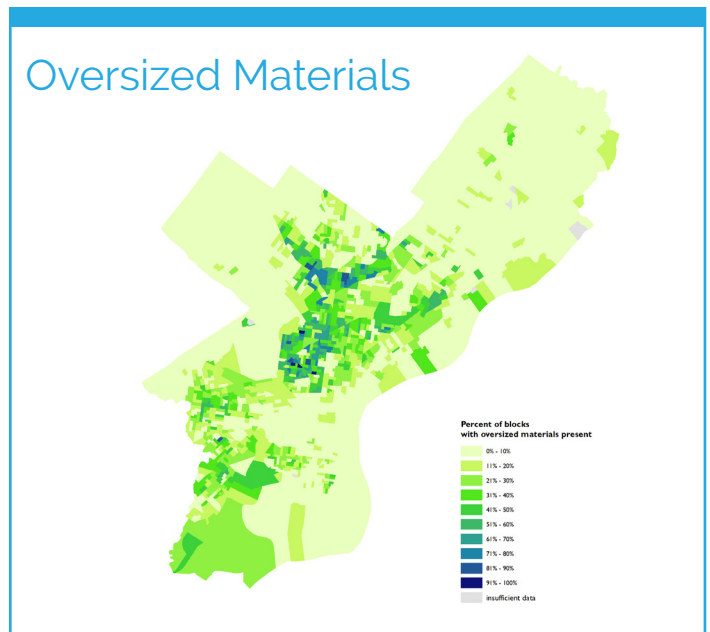 Oversized Materials
Percent of blocks
with oversized materials present
0% - 10%
11% - 20%
21% - 30%
31% - 40%
41% - 50%
51% - 60%
61% - 70%
71% - 80%
81% - 90%
91% - 100%
insufficient data